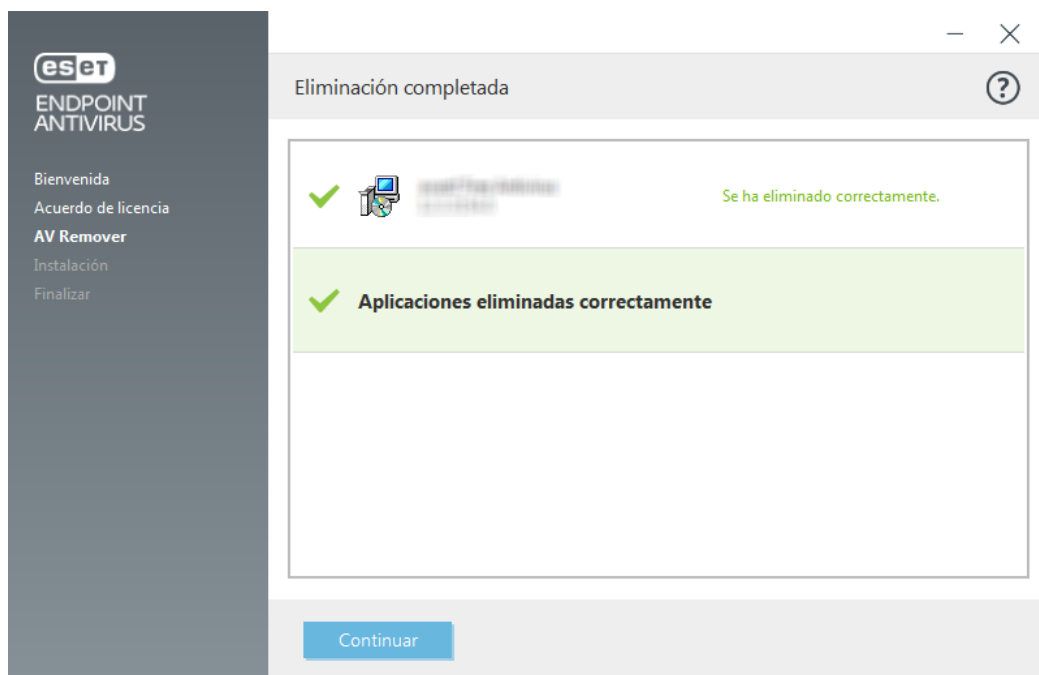 eset
ENDPOINT
ANTIVIRUS
Bienvenida
Acuerdo de licencia
AV Remover
Instalación
Finalizar
Eliminación completada
?
Se ha eliminado correctamente.
Aplicaciones eliminadas correctamente
Continuar